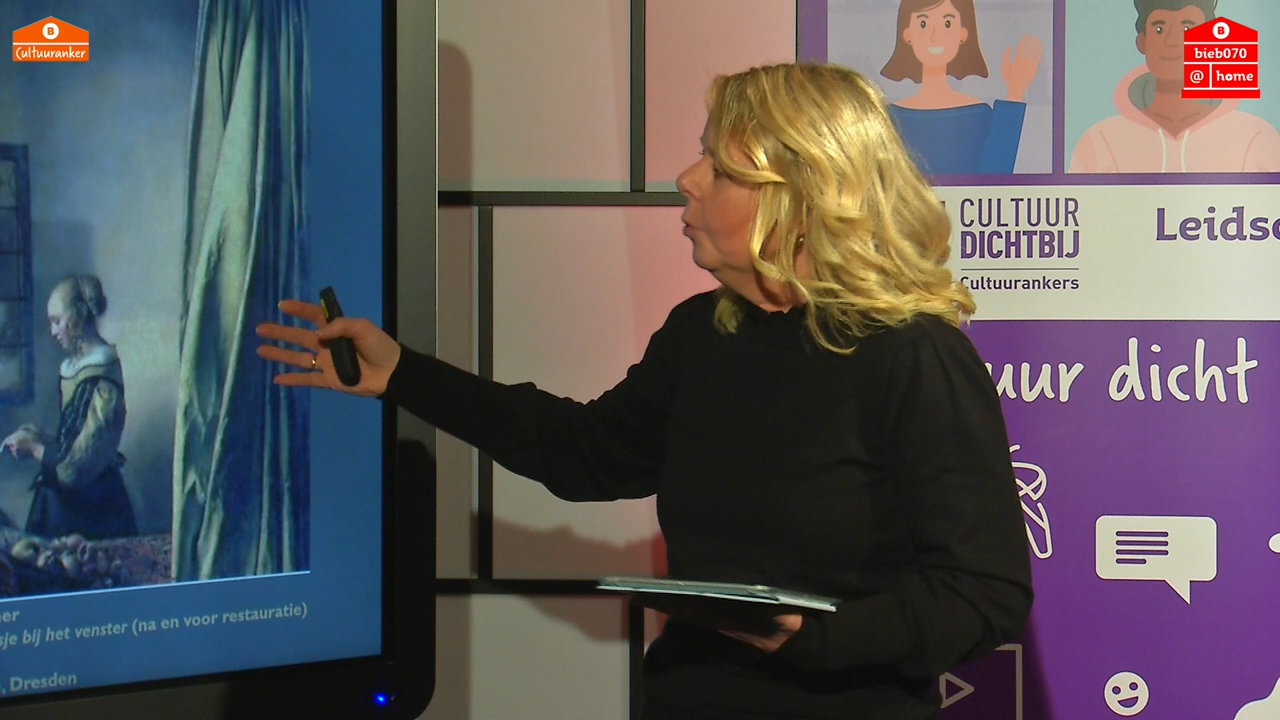 B
Cultuuranker
B
bieb070
@ home
CULTUUR
DICHTBIJ
Cultuurankers
Leidsc
uur dicht
ner
sje bij het venster (na en voor restauratie)
, Dresden